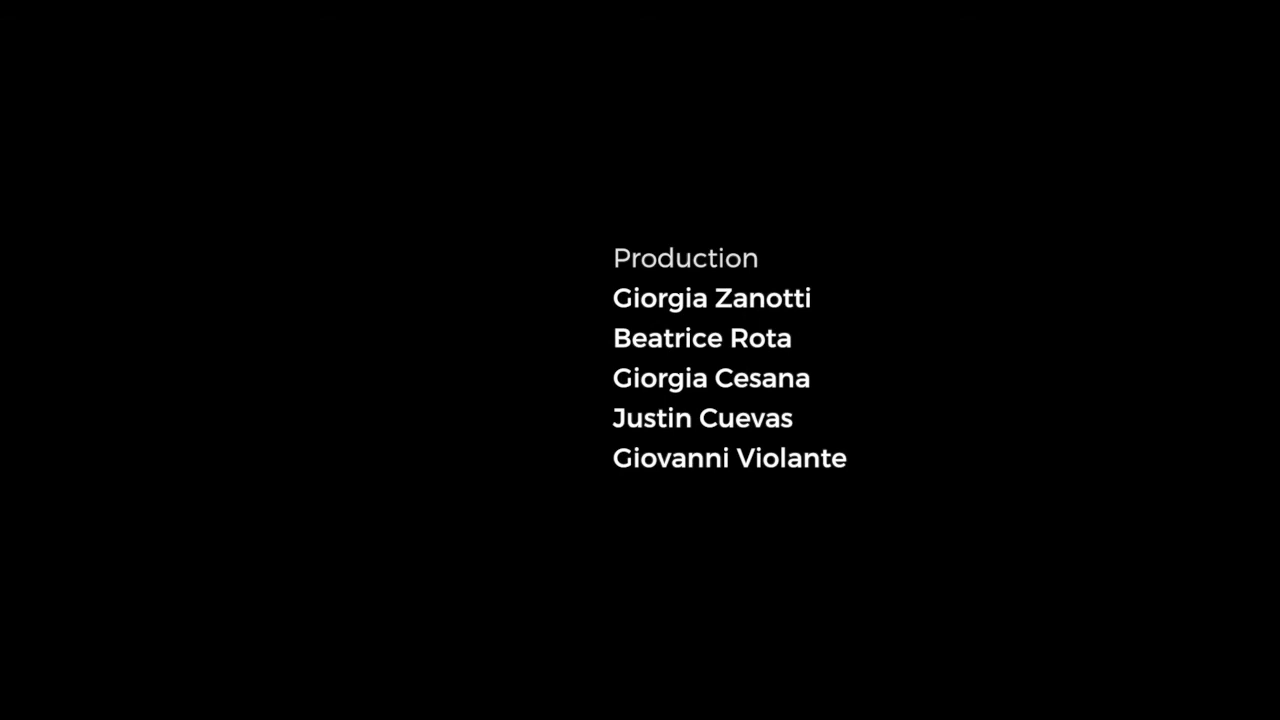 Production
Giorgia Zanotti
Beatrice Rota
Giorgia Cesana
Justin Cuevas
Giovanni Violante